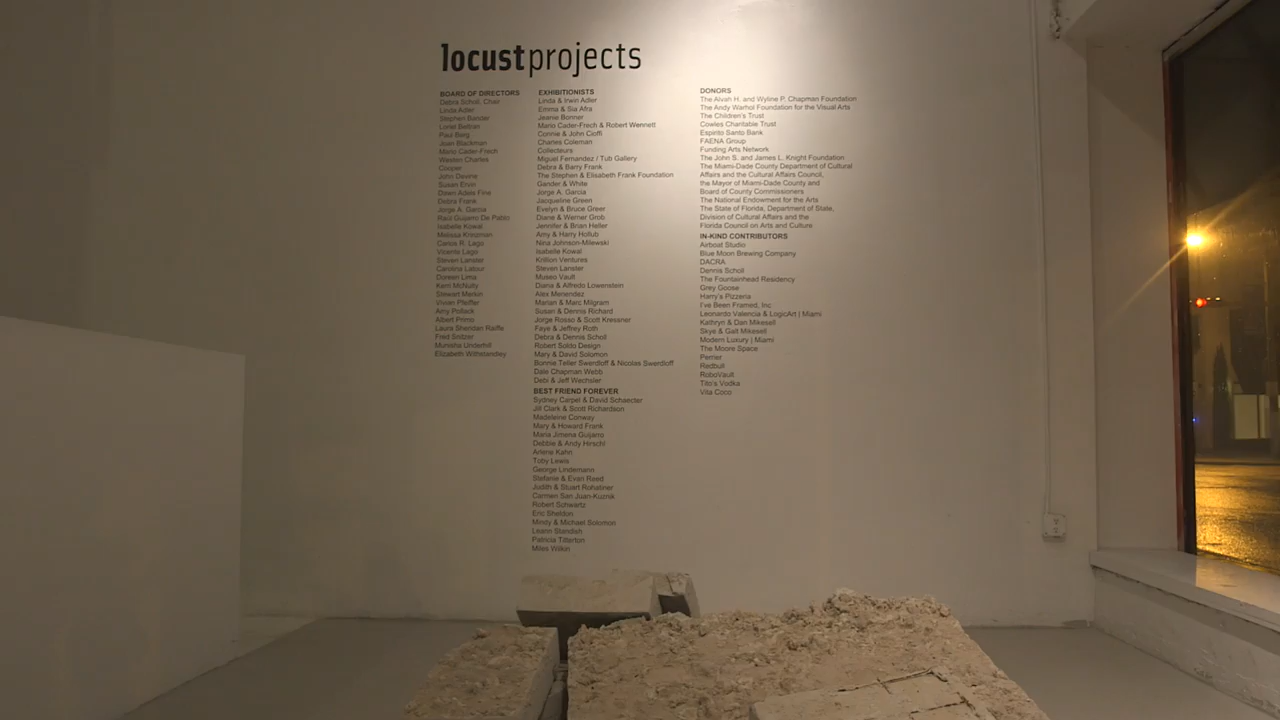 locustprojects
BOARD OF DIRECTORS
Debra Scholl, Chair
Linda Adler
Stephen Bander
Loriel Beltran
Paul Berg
Joan Blackman
Mario Cader-Frech
Weston Charles
Cooper
John Devine
Susan Ervin
Dawn Adels Fine
Debra Frank
Jorge A. Garcia
Raul Guijarro De Pablo
Isabelle Kowal
Melissa Krinzman
Carlos R. Lago
Vicente Lago
Steven Lanster
Carolina Latour
Doreen Lima
Kerri McNulty
Stewart Merkin
Vivian Pfeiffer
Amy Pollack
Albert Primo
Laura Sheridan Raiffe
Fred Snitzer
Munisha Underhill
Elizabeth Withstandley
EXHIBITIONISTS
Linda & Irwin Adler
Emma & Sia Afra
Jeanie Bonner
Mario Cader-Frech & Robert Wennett
Connie & John Cioffi
Charles Coleman
Collecteurs
Miguel Fernandez / Tub Gallery
Debra & Barry Frank
The Stephen & Elisabeth Frank Foundation
Gander & White
Jorge A. Garcia
Jacqueline Green
Evelyn & Bruce Greer
Diane & Werner Grob
Jennifer & Brian Heller
Amy & Harry Hollub
Nina Johnson-Milewski
Isabelle Kowal
Krillion Ventures
Steven Lanster
Museo Vault
Diana & Alfredo Lowenstein
Alex Menendez
Marian & Marc Milgram
Susan & Dennis Richard
Jorge Rosso & Scott Kressner
Faye & Jeffrey Roth
Debra & Dennis Scholl
Robert Soldo Design
Mary & David Solomon
Bonnie Teller Swerdloff & Nicolas Swerdloff
Dale Chapman Webb
Debi & Jeff Wechsler
BEST FRIEND FOREVER
Sydney Carpel & David Schaecter
Jill Clark & Scott Richardson
Madeleine Conway
Mary & Howard Frank
Maria Jimena Guijarro
Debbie & Andy Hirschl
Arlene Kahn
Toby Lewis
George Lindemann
Stefanie & Evan Reed
Judith & Stuart Rohatiner
Carmen San Juan-Kuznik
Robert Schwartz
Eric Sheldon
Mindy & Michael Solomon
Leann Standish
Patricia Titterton
Miles Wilkin
DONORS
The Alvah H. and Wyline P. Chapman Foundation
The Andy Warhol Foundation for the Visual Arts
The Children's Trust
Cowles Charitable Trust
Espirito Santo Bank
FAENA Group
Funding Arts Network
The John S. and James L. Knight Foundation
The Miami-Dade County Department of Cultural
Affairs and the Cultural Affairs Council,
the Mayor of Miami-Dade County and
Board of County Commissioners
The National Endowment for the Arts
The State of Florida, Department of State,
Division of Cultural Affairs and the
Florida Council on Arts and Culture
IN-KIND CONTRIBUTORS
Airboat Studio
Blue Moon Brewing Company
DACRA
Dennis Scholl
The Fountainhead Residency
Grey Goose
Harry's Pizzeria
I've Been Framed, Inc
Leonardo Valencia & LogicArt | Miami
Kathryn & Dan Mikesell
Skye & Galt Mikesell
Modern Luxury | Miami
The Moore Space
Perrier
Redbull
RoboVault
Tito's Vodka
Vita Coco